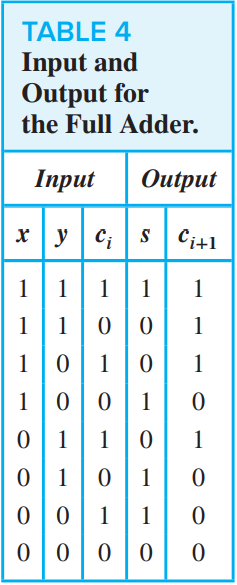 TABLE 4
Input and
Output for
the Full Adder.
Input Output
x y c_i s c_{i+1}
1 1 1 1 1
1 1 0 0 1
1 0 1 0 1
1 0 0 1 0
0 1 1 0 1
0 1 0 1 0
0 0 1 1 0
0 0 0 0 0